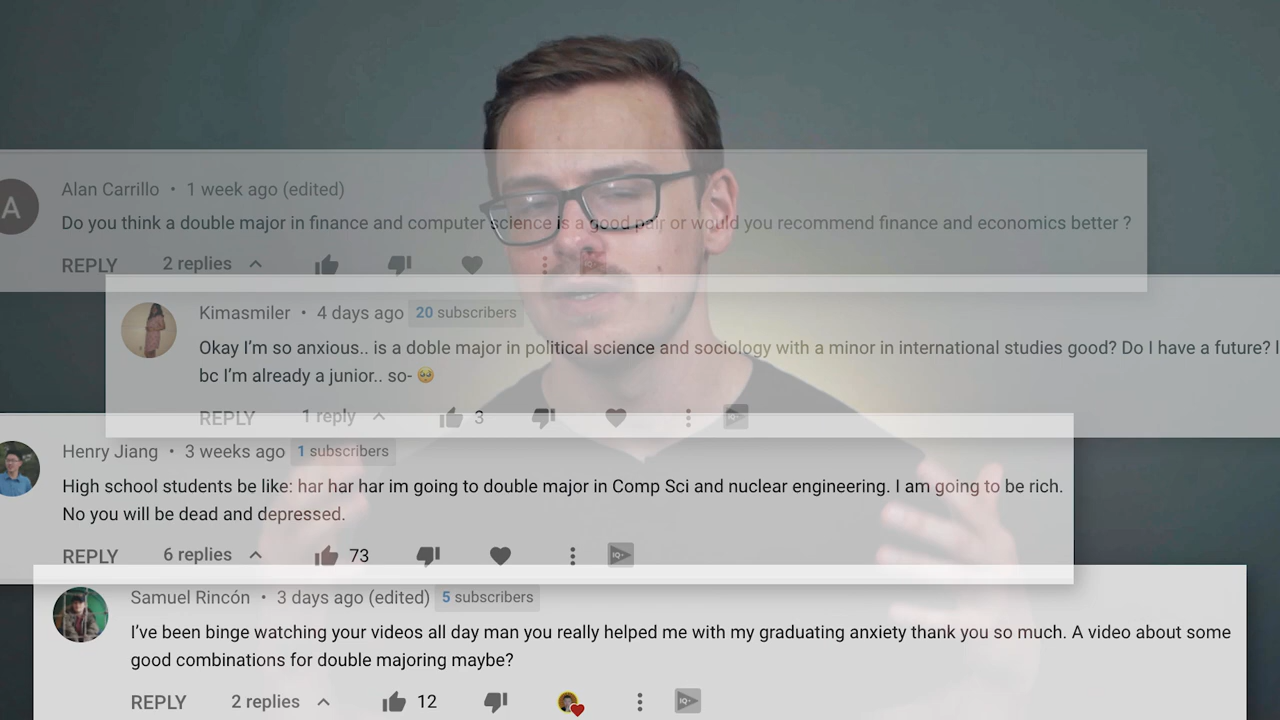 A
Alan Carrillo • 1 week ago (edited)
Do you think a double major in finance and computer science is a good pair or would you recommend finance and economics better ?
REPLY 2 replies
Kimasmiler • 4 days ago 20 subscribers
Okay I’m so anxious.. is a doble major in political science and sociology with a minor in international studies good? Do I have a future? I
bc I’m already a junior.. so- 🥺
REPLY 1 reply 3
Henry Jiang • 3 weeks ago 1 subscribers
High school students be like: har har har im going to double major in Comp Sci and nuclear engineering. I am going to be rich.
No you will be dead and depressed.
REPLY 6 replies 73 IQ+
Samuel Rincón • 3 days ago (edited) 5 subscribers
I’ve been binge watching your videos all day man you really helped me with my graduating anxiety thank you so much. A video about some
good combinations for double majoring maybe?
REPLY 2 replies 12 IQ+